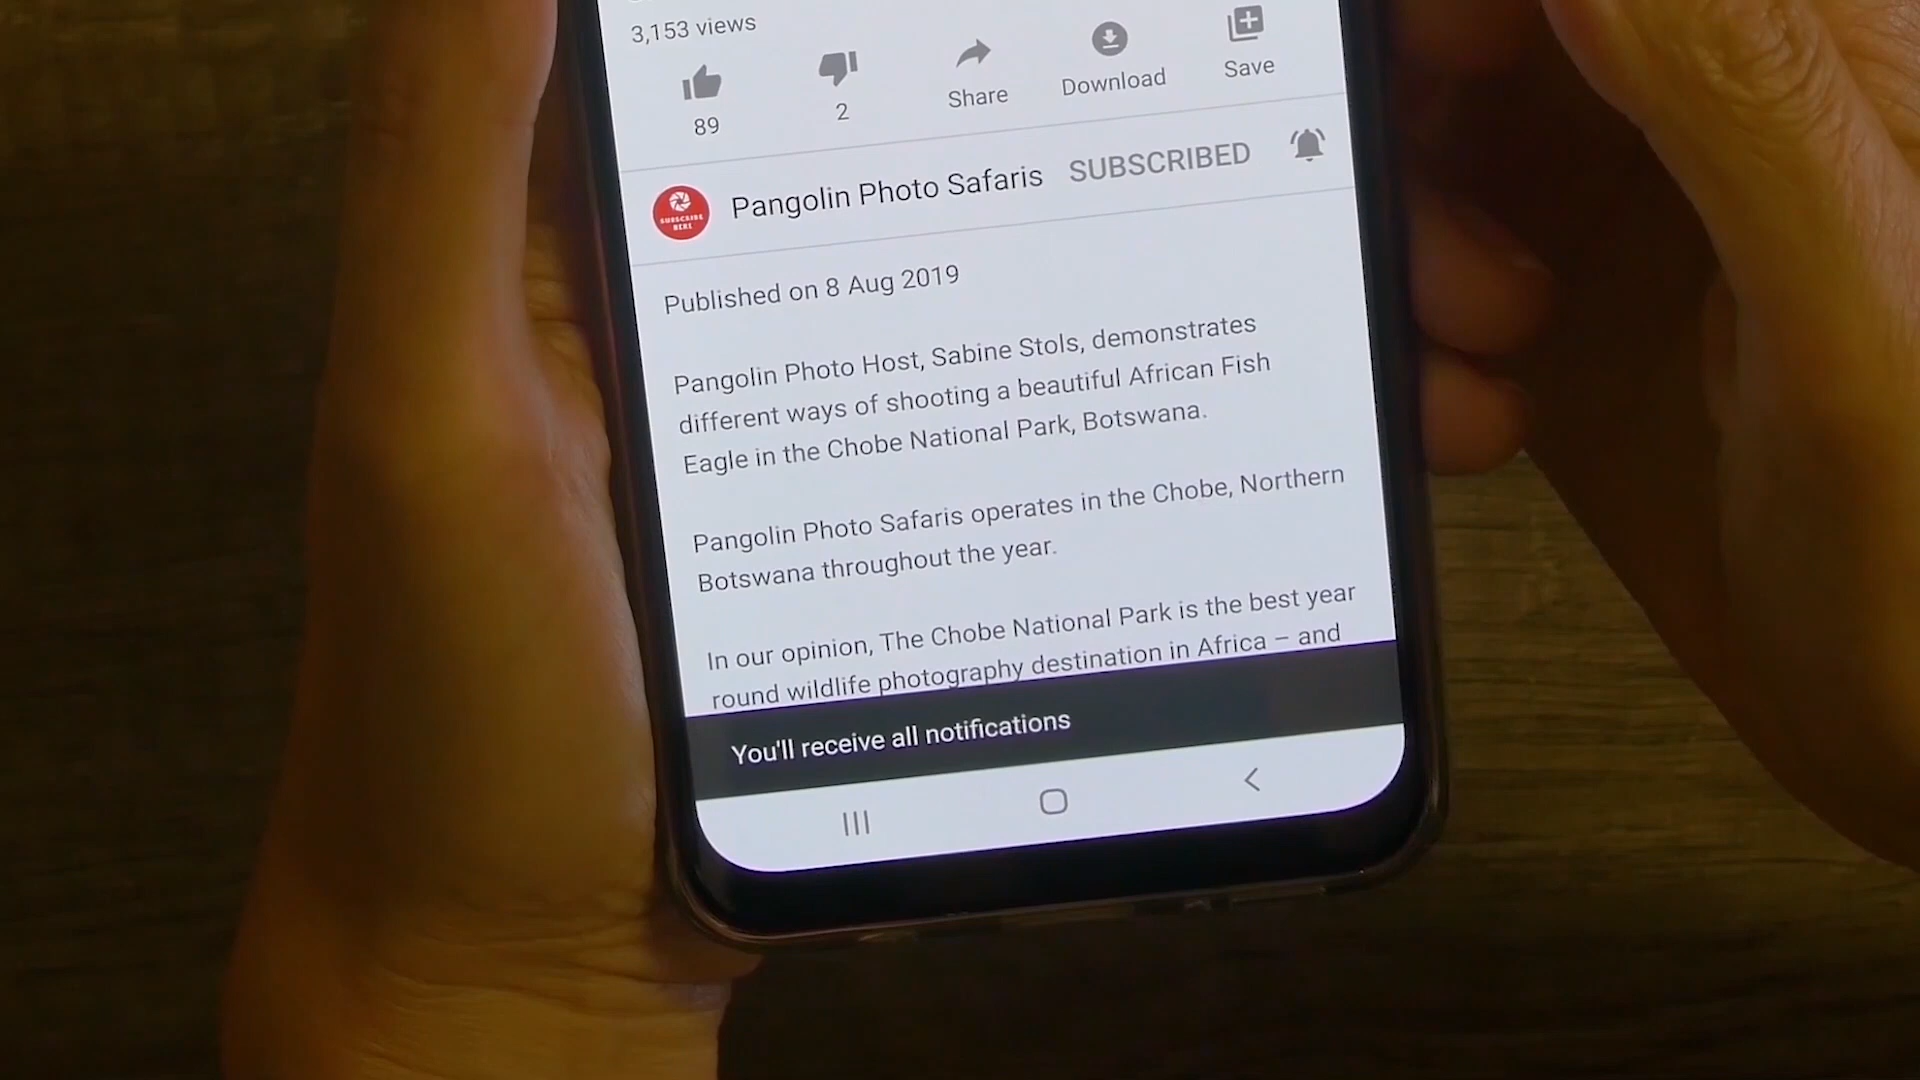 3,153 views
89
2
Share
Download
Save
SUBSCRIBE
HERE
Pangolin Photo Safaris
SUBSCRIBED
Published on 8 Aug 2019
Pangolin Photo Host, Sabine Stols, demonstrates
different ways of shooting a beautiful African Fish
Eagle in the Chobe National Park, Botswana.
Pangolin Photo Safaris operates in the Chobe, Northern
Botswana throughout the year.
In our opinion, The Chobe National Park is the best year
round wildlife photography destination in Africa – and
You'll receive all notifications